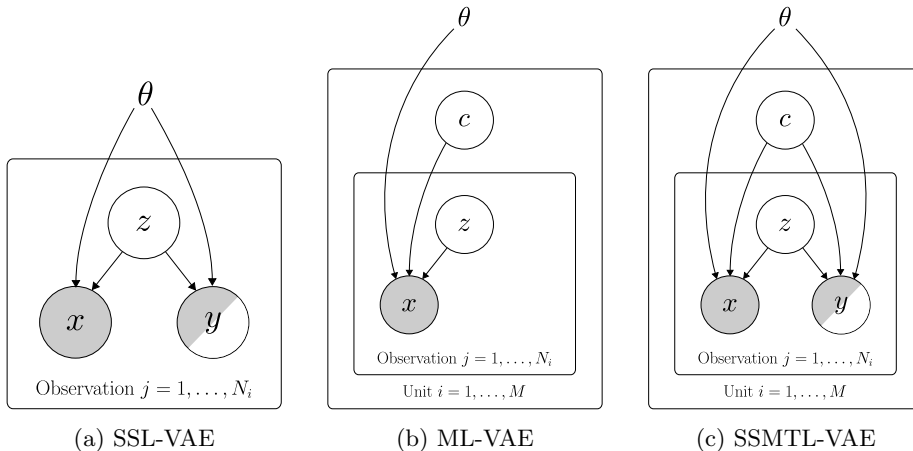 θ
z
x
y
Observation j = 1, . . . , N_i
(a) SSL-VAE
θ
c
z
x
Observation j = 1, . . . , N_i
Unit i = 1, . . . , M
(b) ML-VAE
θ
c
z
x
y
Observation j = 1, . . . , N_i
Unit i = 1, . . . , M
(c) SSMTL-VAE